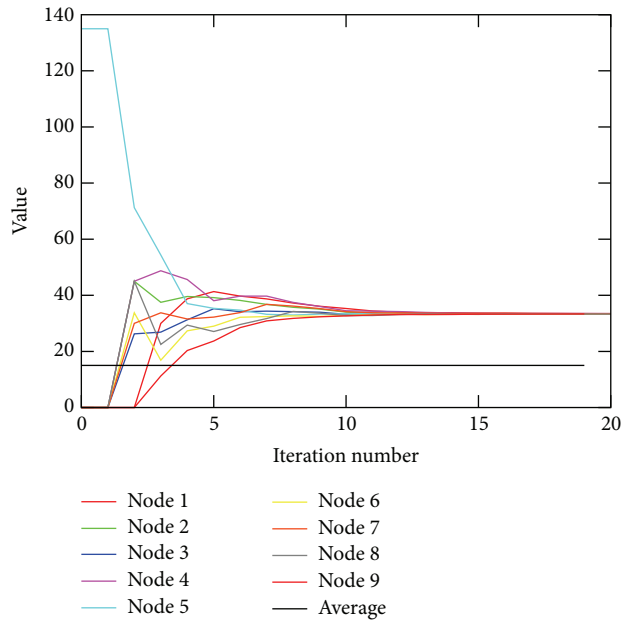 140
120
100
80
60
40
20
0
Value
0 5 10 15 20
Iteration number
Node 1
Node 2
Node 3
Node 4
Node 5
Node 6
Node 7
Node 8
Node 9
Average